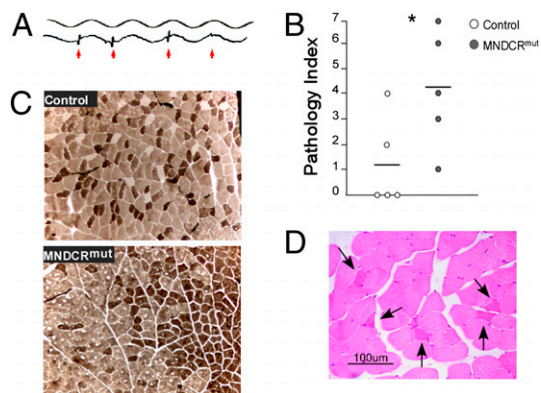 A
B
7
6
5
4
3
2
1
0
*
Pathology Index
Control
MNDCRmut
C
Control
MNDCRmut
D
100um